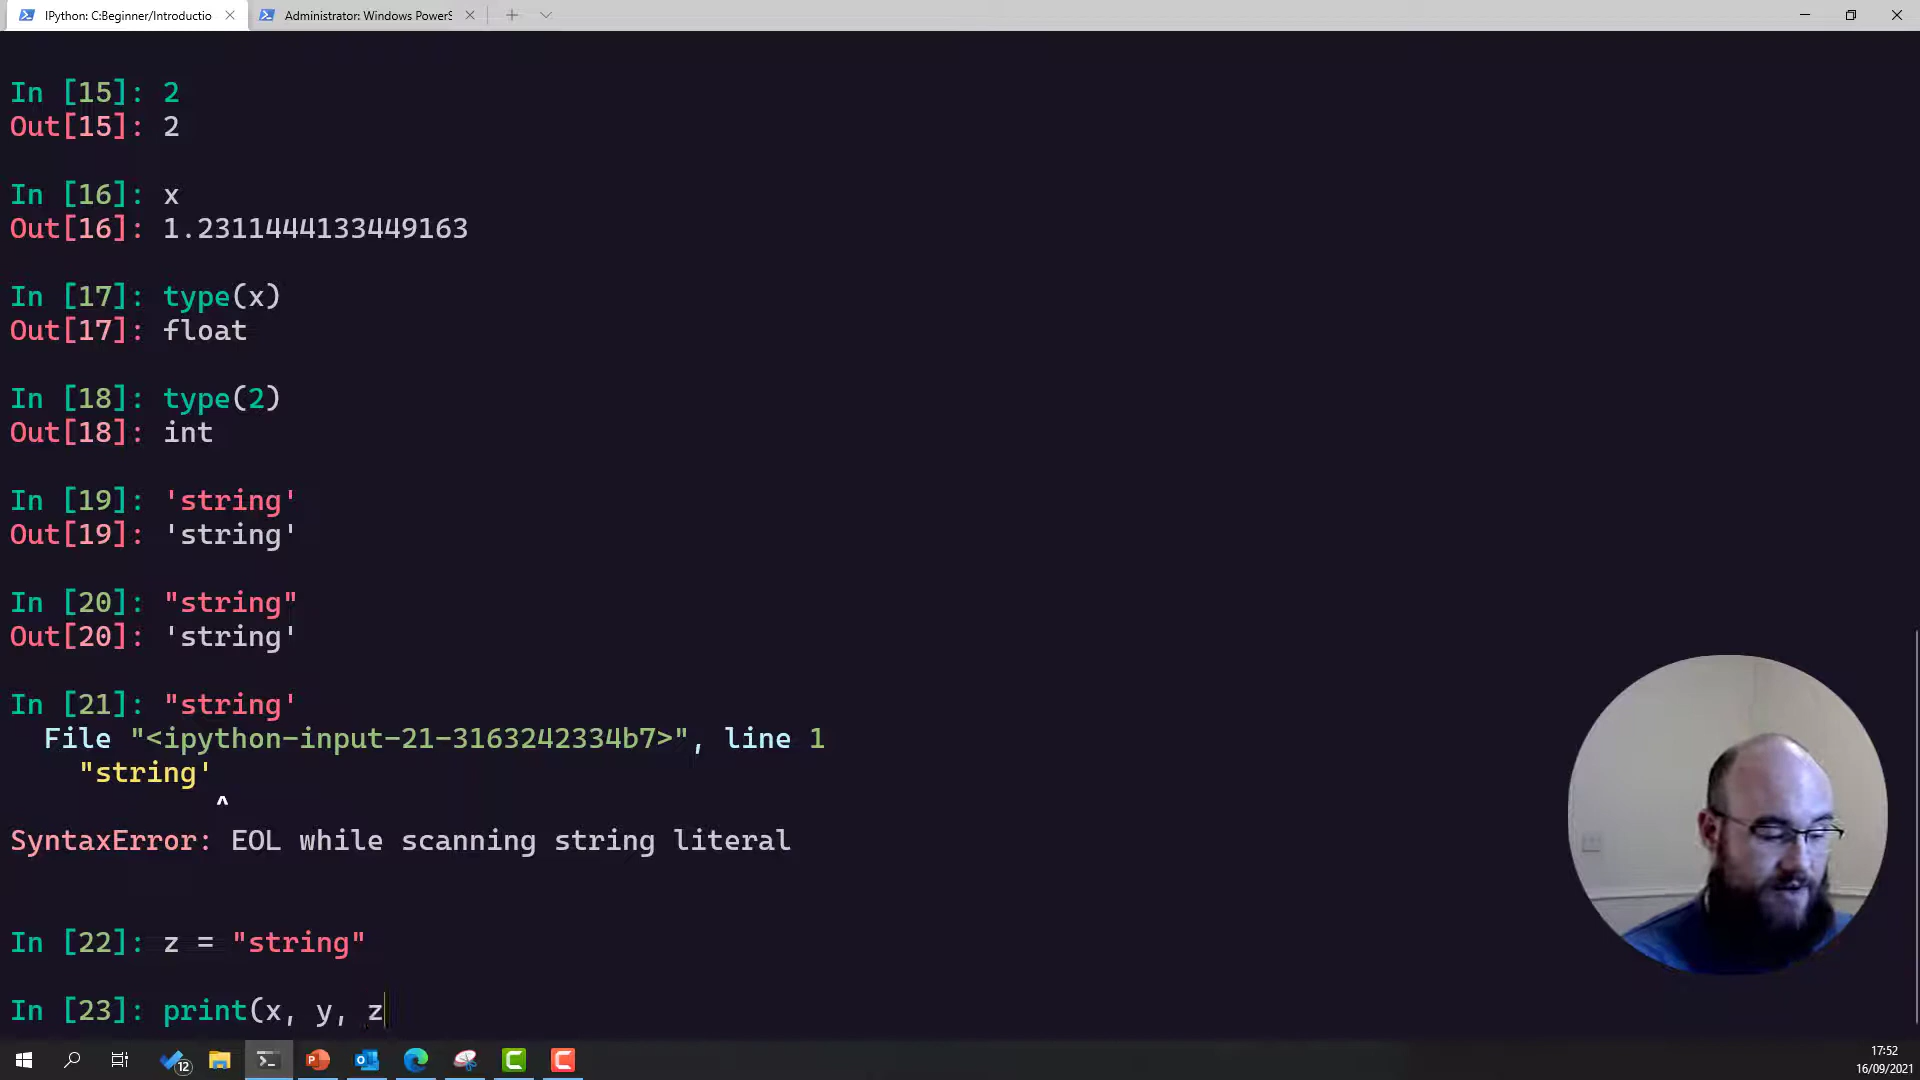 IPython: C:Beginner/Introductio
Administrator: Windows PowerS
In [15]: 2
Out[15]: 2
In [16]: x
Out[16]: 1.2311444133449163
In [17]: type(x)
Out[17]: float
In [18]: type(2)
Out[18]: int
In [19]: 'string'
Out[19]: 'string'
In [20]: "string"
Out[20]: 'string'
In [21]: "string'
File "<ipython-input-21-3163242334b7>", line 1
"string'
^
SyntaxError: EOL while scanning string literal
In [22]: z = "string"
In [23]: print(x, y, z
12
17:52
16/09/2021